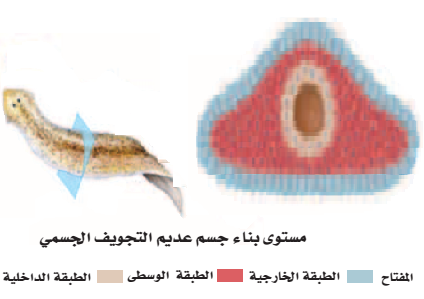 مستوى بناء جسم عديم التجويف الجسمي
المفتاح الطبقة الخارجية الطبقة الوسطى الطبقة الداخلية